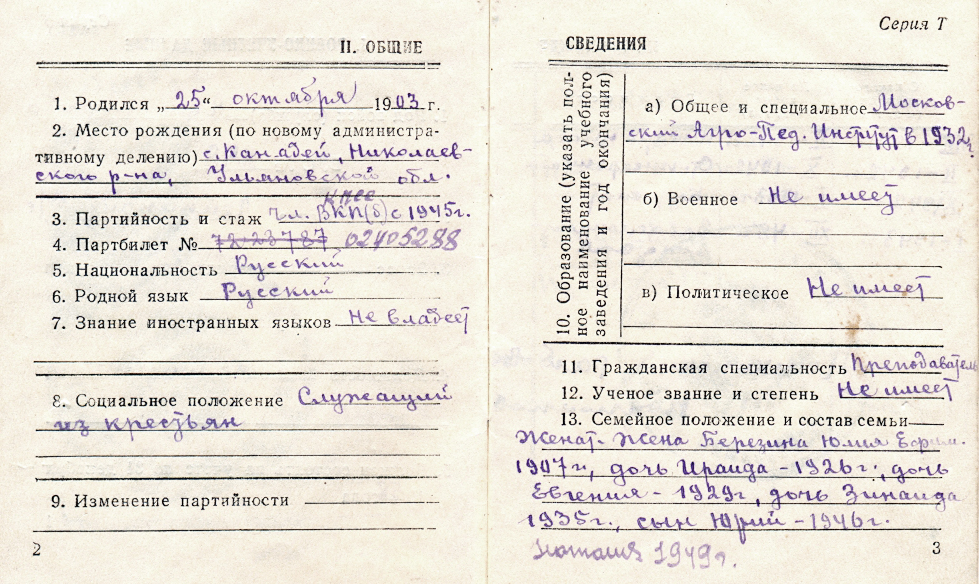 II. ОБЩИЕ
1. Родился „25“ октября 1903 г.
2. Место рождения (по новому администра-
тивному делению) с. Канадей, Николаев-
ского р-на, Ульяновской обл.
КПСС
3. Партийность и стаж чл. ВКП(б) с 1945г.
4. Партбилет № 7223787 02405288
5. Национальность Русский
6. Родной язык Русский
7. Знание иностранных языков Не владеет
8. Социальное положение Служащий
из крестьян
9. Изменение партийности
2
Серия Т
СВЕДЕНИЯ
10. Образование (указать пол-
ное наименование учебного
заведения и год окончания)
а) Общее и специальное Москов-
ский Агро-Пед. Институт в 1932г.
б) Военное Не имеет
в) Политическое Не имеет
11. Гражданская специальность Преподаватель
12. Ученое звание и степень Не имеет
13. Семейное положение и состав семьи
Женат. Жена Березина Юлия Ефрим.
1907г., дочь Ираида - 1926г., дочь
Евгения - 1929г, дочь Зинаида
1935г., сын Юрий - 1946г.
Наташа 1949г.
3